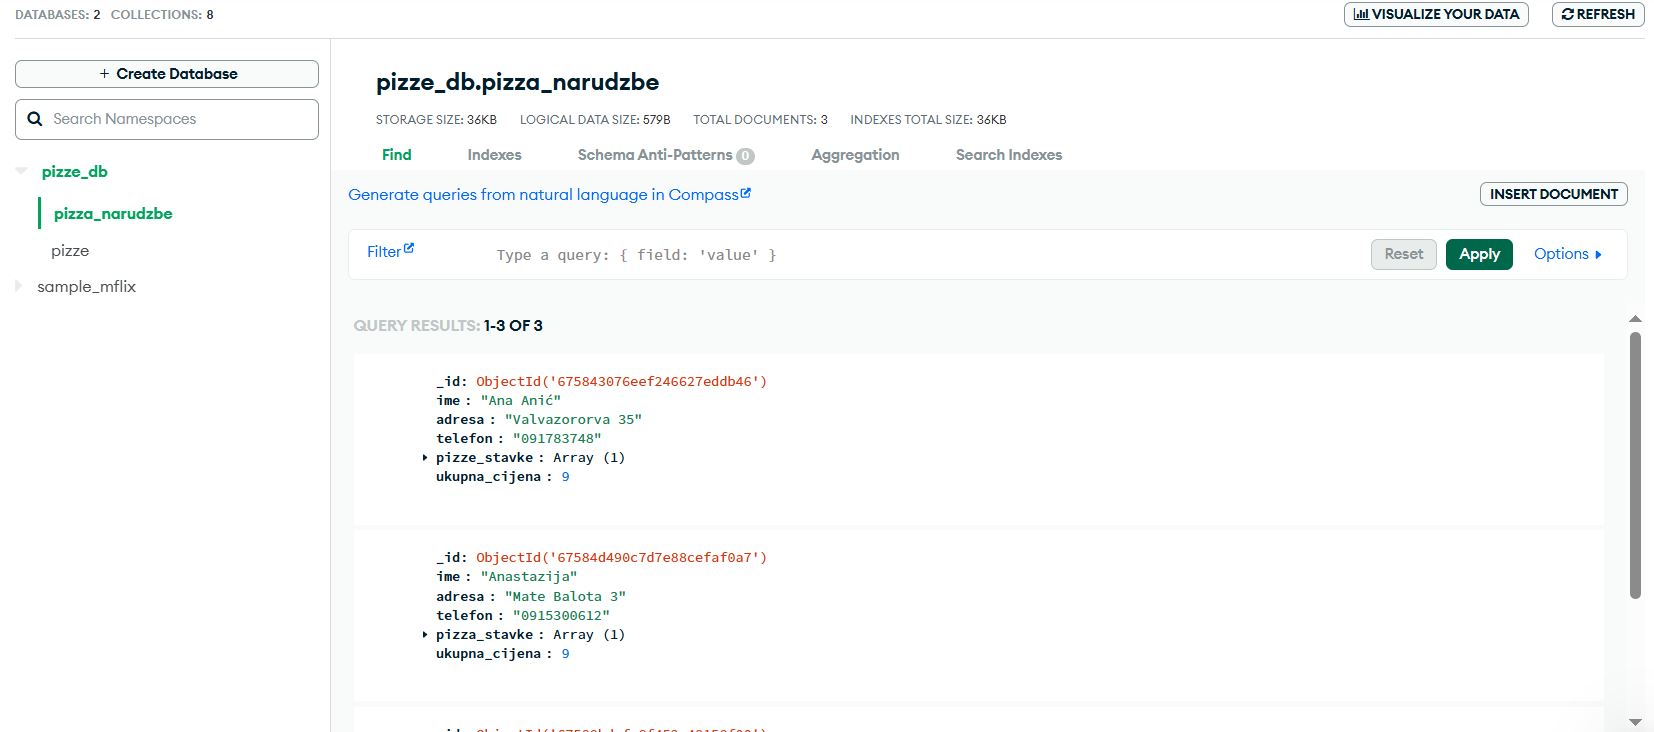 DATABASES: 2 COLLECTIONS: 8
VISUALIZE YOUR DATA
REFRESH
+ Create Database
Search Namespaces
pizze_db
pizza_narudzbe
pizze
sample_mflix
pizze_db.pizza_narudzbe
STORAGE SIZE: 36KB LOGICAL DATA SIZE: 579B TOTAL DOCUMENTS: 3 INDEXES TOTAL SIZE: 36KB
Find Indexes Schema Anti-Patterns 0 Aggregation Search Indexes
Generate queries from natural language in Compass
INSERT DOCUMENT
Filter Type a query: { field: 'value' } Reset Apply Options
QUERY RESULTS: 1-3 OF 3
_id: ObjectId('675843076eef246627eddb46')
ime : "Ana Anić"
adresa : "Valvazororva 35"
telefon : "091783748"
pizze_stavke : Array (1)
ukupna_cijena : 9
_id: ObjectId('67584d490c7d7e88cefaf0a7')
ime : "Anastazija"
adresa : "Mate Balota 3"
telefon : "0915300612"
pizza_stavke : Array (1)
ukupna_cijena : 9